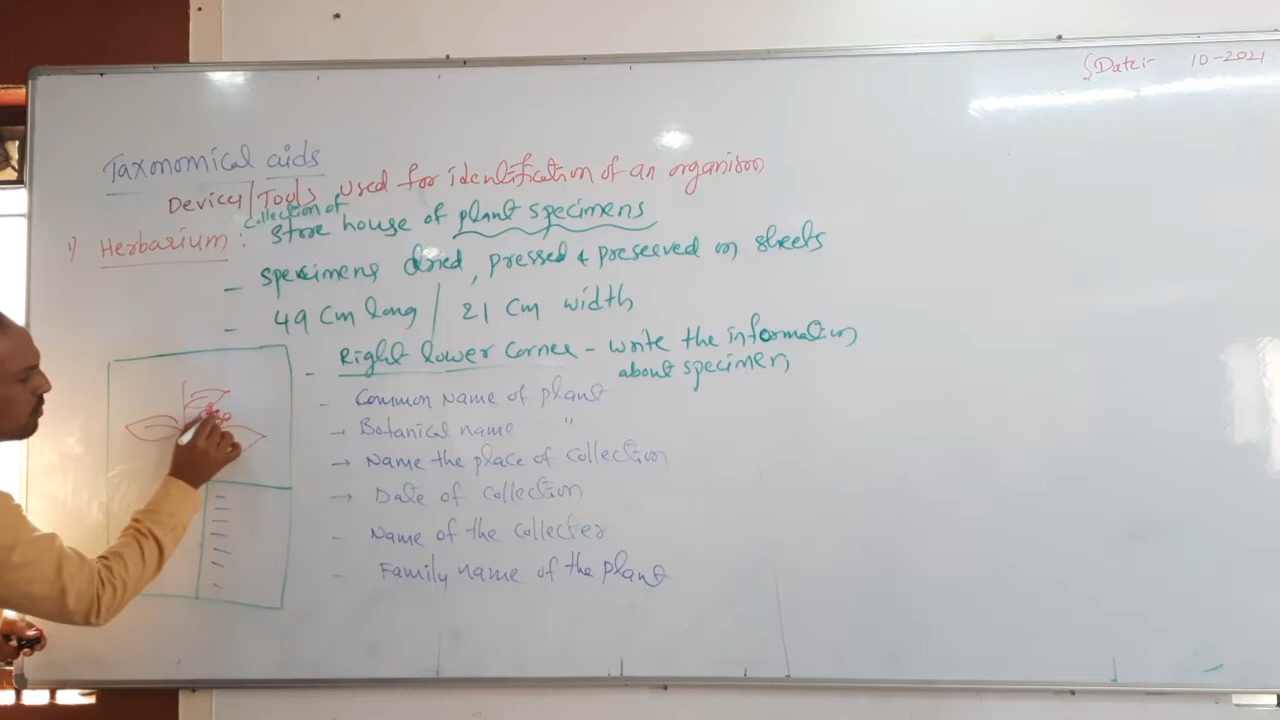 Date:- 10-2021
Taxonomical aids
Devices/Tools used for identification of an organism
Collection of
1) Herbarium : Store house of plant specimens
- specimens dried, pressed & preserved on sheets
- 49 Cm long / 21 Cm width
- Right lower corner - write the information
about specimen
- Common name of plant
→ Botanical name "
→ Name the place of collection
→ Date of collection
- Name of the collecter
- Family name of the plant